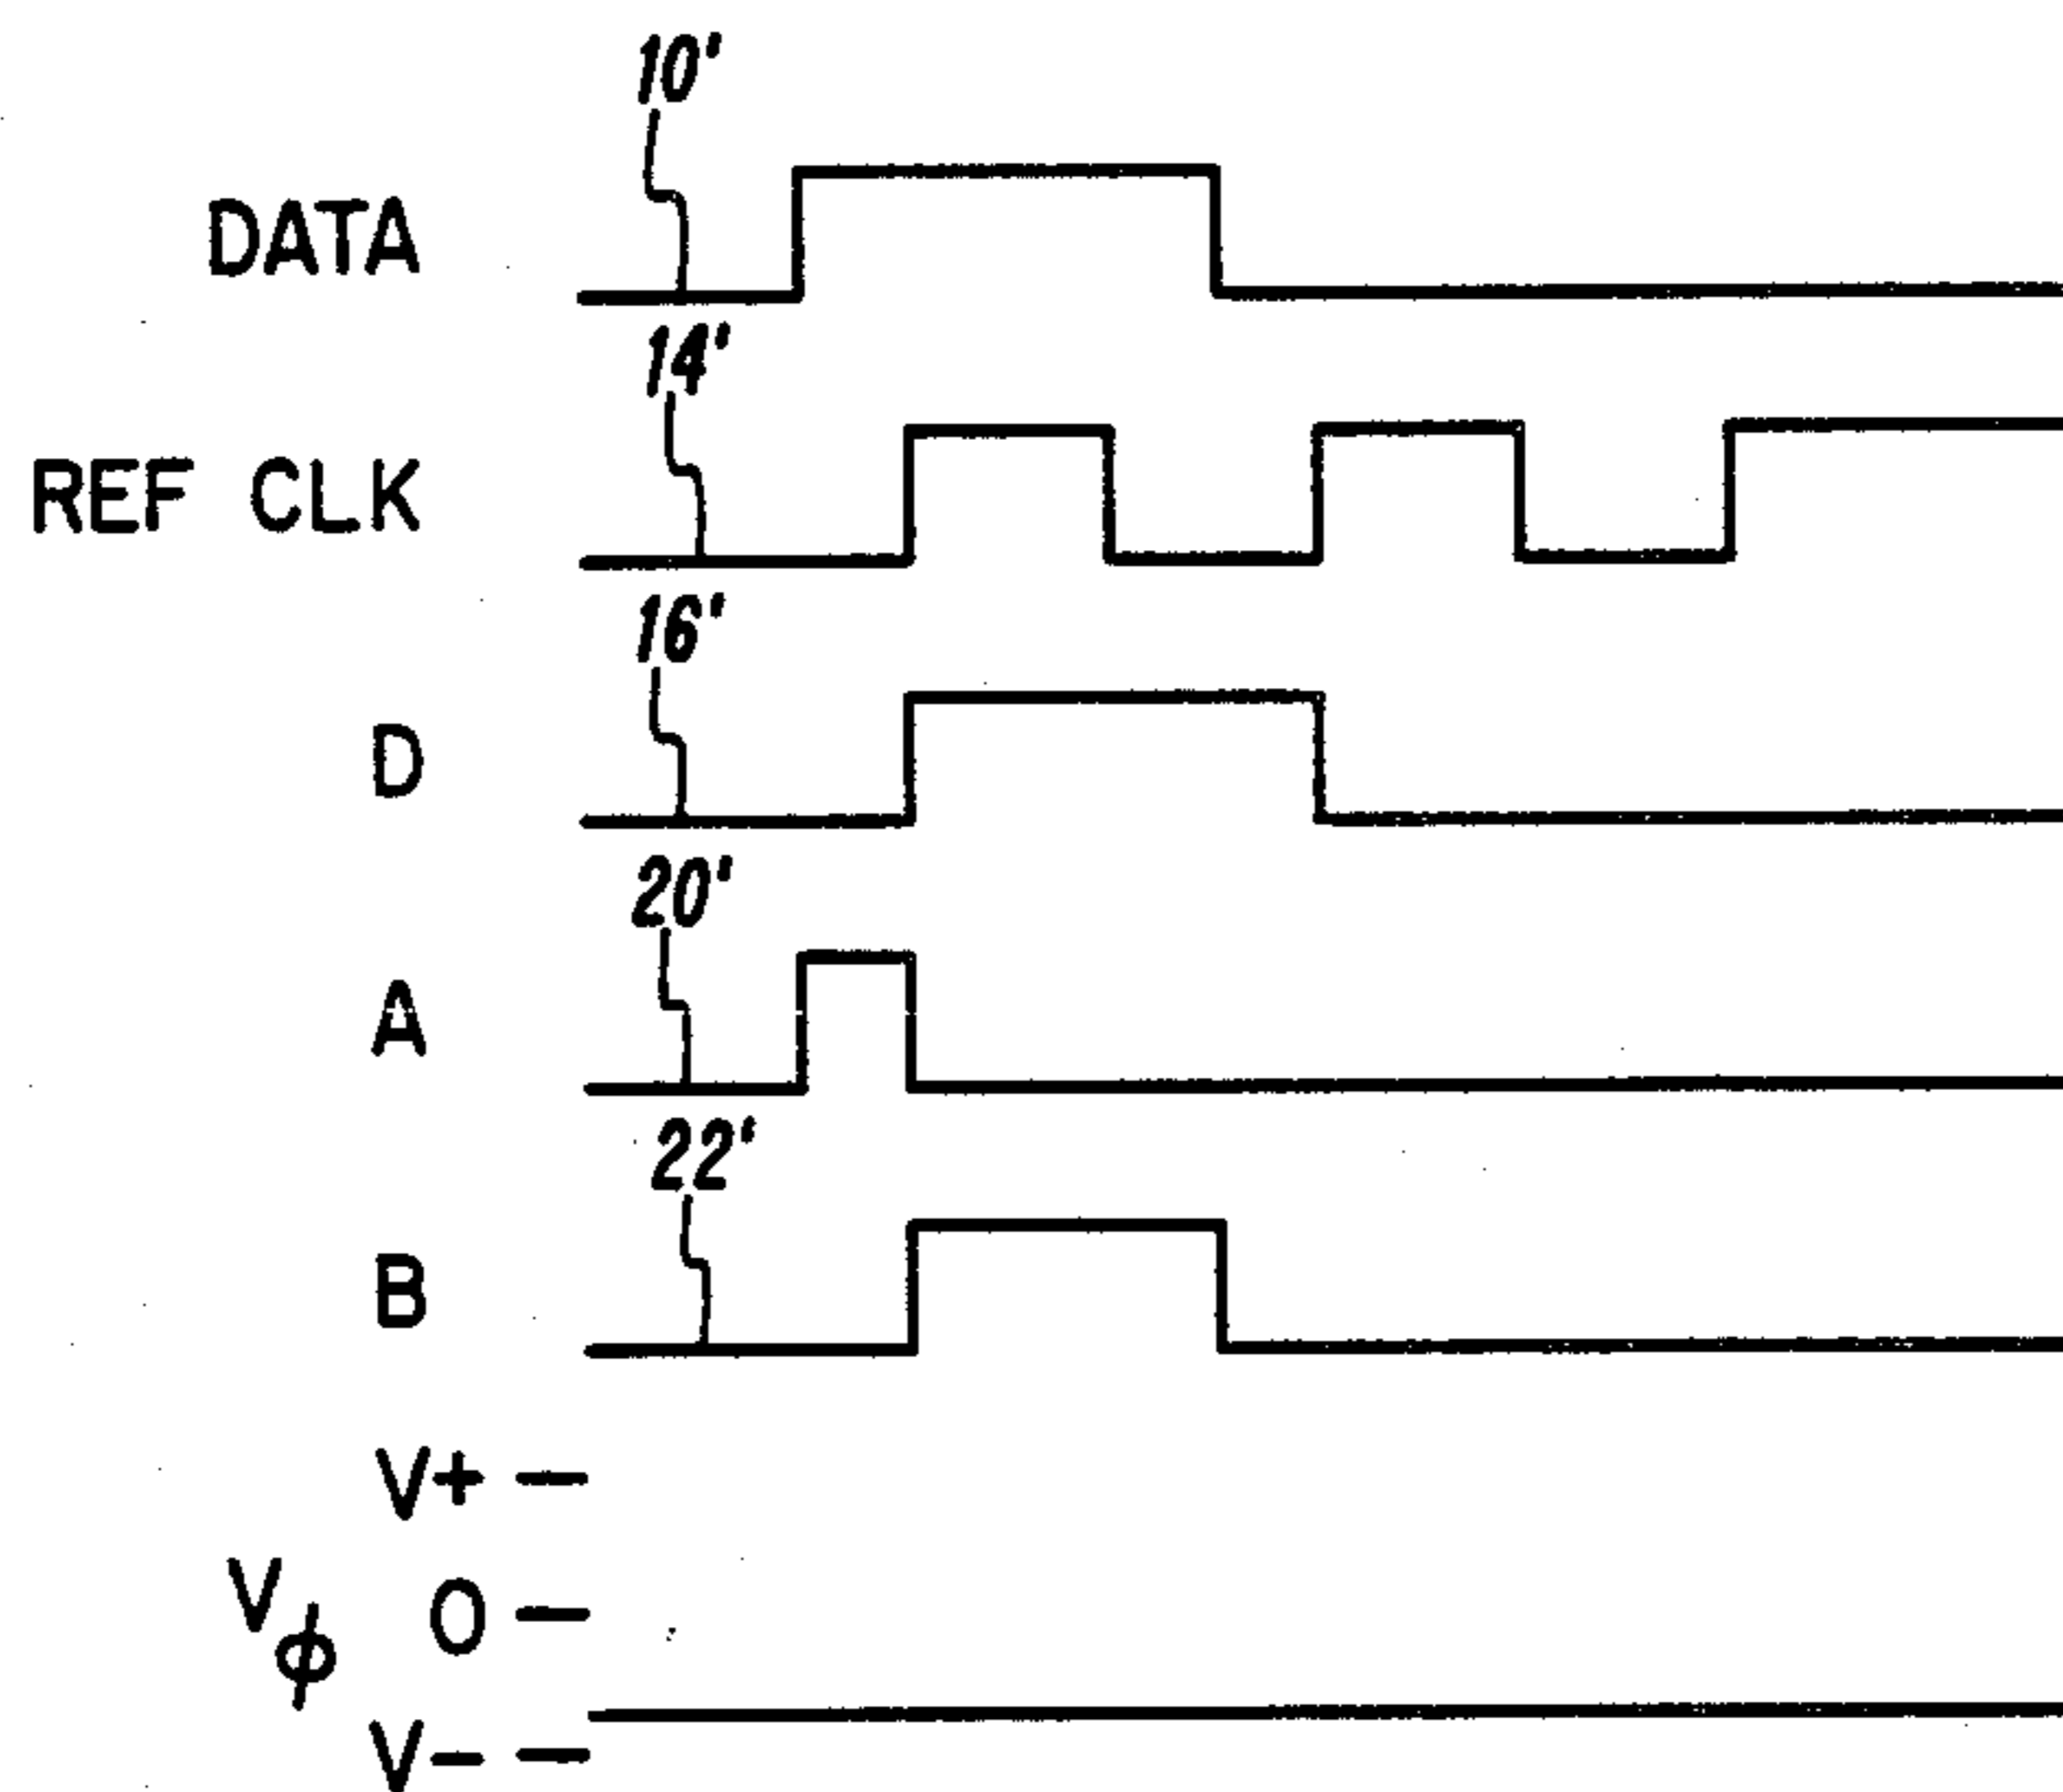 10'
DATA
14'
REF CLK
16'
D
20'
A
22'
B
V+
Vϕ 0
V-